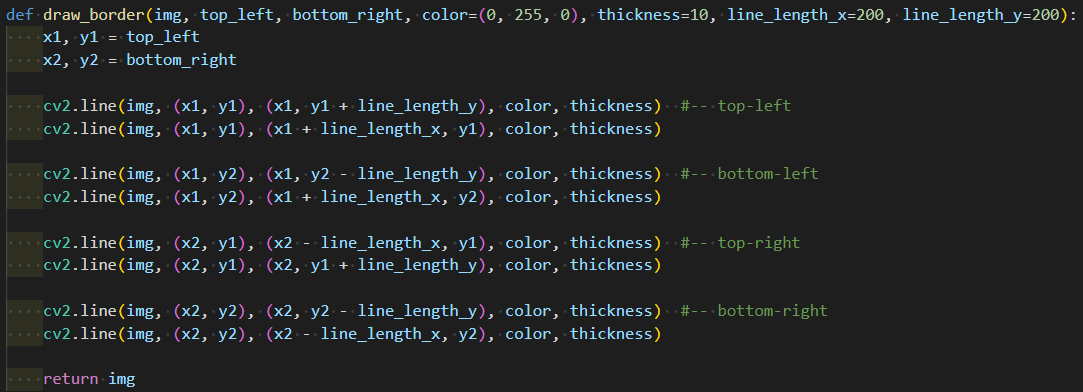 def draw_border(img, top_left, bottom_right, color=(0, 255, 0), thickness=10, line_length_x=200, line_length_y=200):
    x1, y1 = top_left
    x2, y2 = bottom_right

    cv2.line(img, (x1, y1), (x1, y1 + line_length_y), color, thickness)  #-- top-left
    cv2.line(img, (x1, y1), (x1 + line_length_x, y1), color, thickness)

    cv2.line(img, (x1, y2), (x1, y2 - line_length_y), color, thickness)  #-- bottom-left
    cv2.line(img, (x1, y2), (x1 + line_length_x, y2), color, thickness)

    cv2.line(img, (x2, y1), (x2 - line_length_x, y1), color, thickness)  #-- top-right
    cv2.line(img, (x2, y1), (x2, y1 + line_length_y), color, thickness)

    cv2.line(img, (x2, y2), (x2, y2 - line_length_y), color, thickness)  #-- bottom-right
    cv2.line(img, (x2, y2), (x2 - line_length_x, y2), color, thickness)

    return img